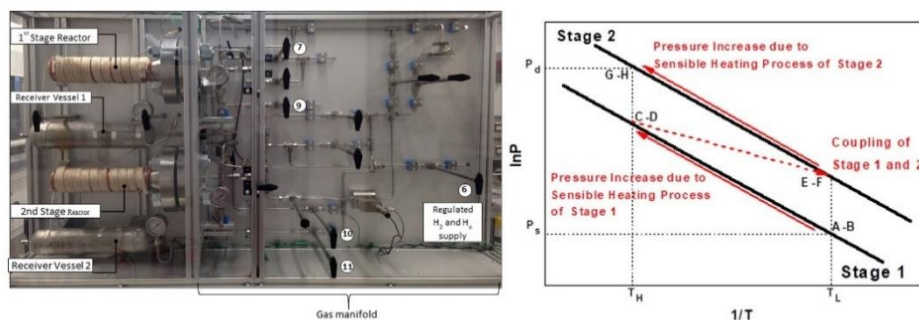 1st Stage Reactor
Receiver Vessel 1
2nd Stage Reactor
Receiver Vessel 2
7
9
6
Regulated
H2 and Hn
supply
10
11
Gas manifold
lnP
Pd
Ps
Stage 2
Pressure Increase due to
Sensible Heating Process of Stage 2
G-H
C-D
Coupling of
Stage 1 and 2
E-F
Pressure Increase due to
Sensible Heating Process
of Stage 1
A-B
Stage 1
TH
TL
1/T